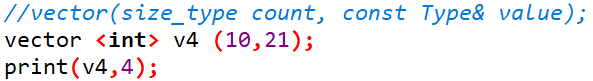 //vector(size_type count, const Type& value);
vector <int> v4 (10,21);
print(v4,4);